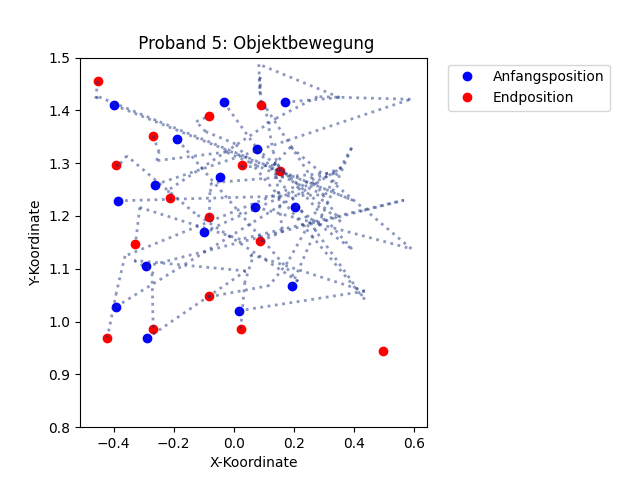 Proband 5: Objektbewegung
Anfangsposition
Endposition
Y-Koordinate
1.5
1.4
1.3
1.2
1.1
1.0
0.9
0.8
−0.4
−0.2
0.0
0.2
0.4
0.6
X-Koordinate